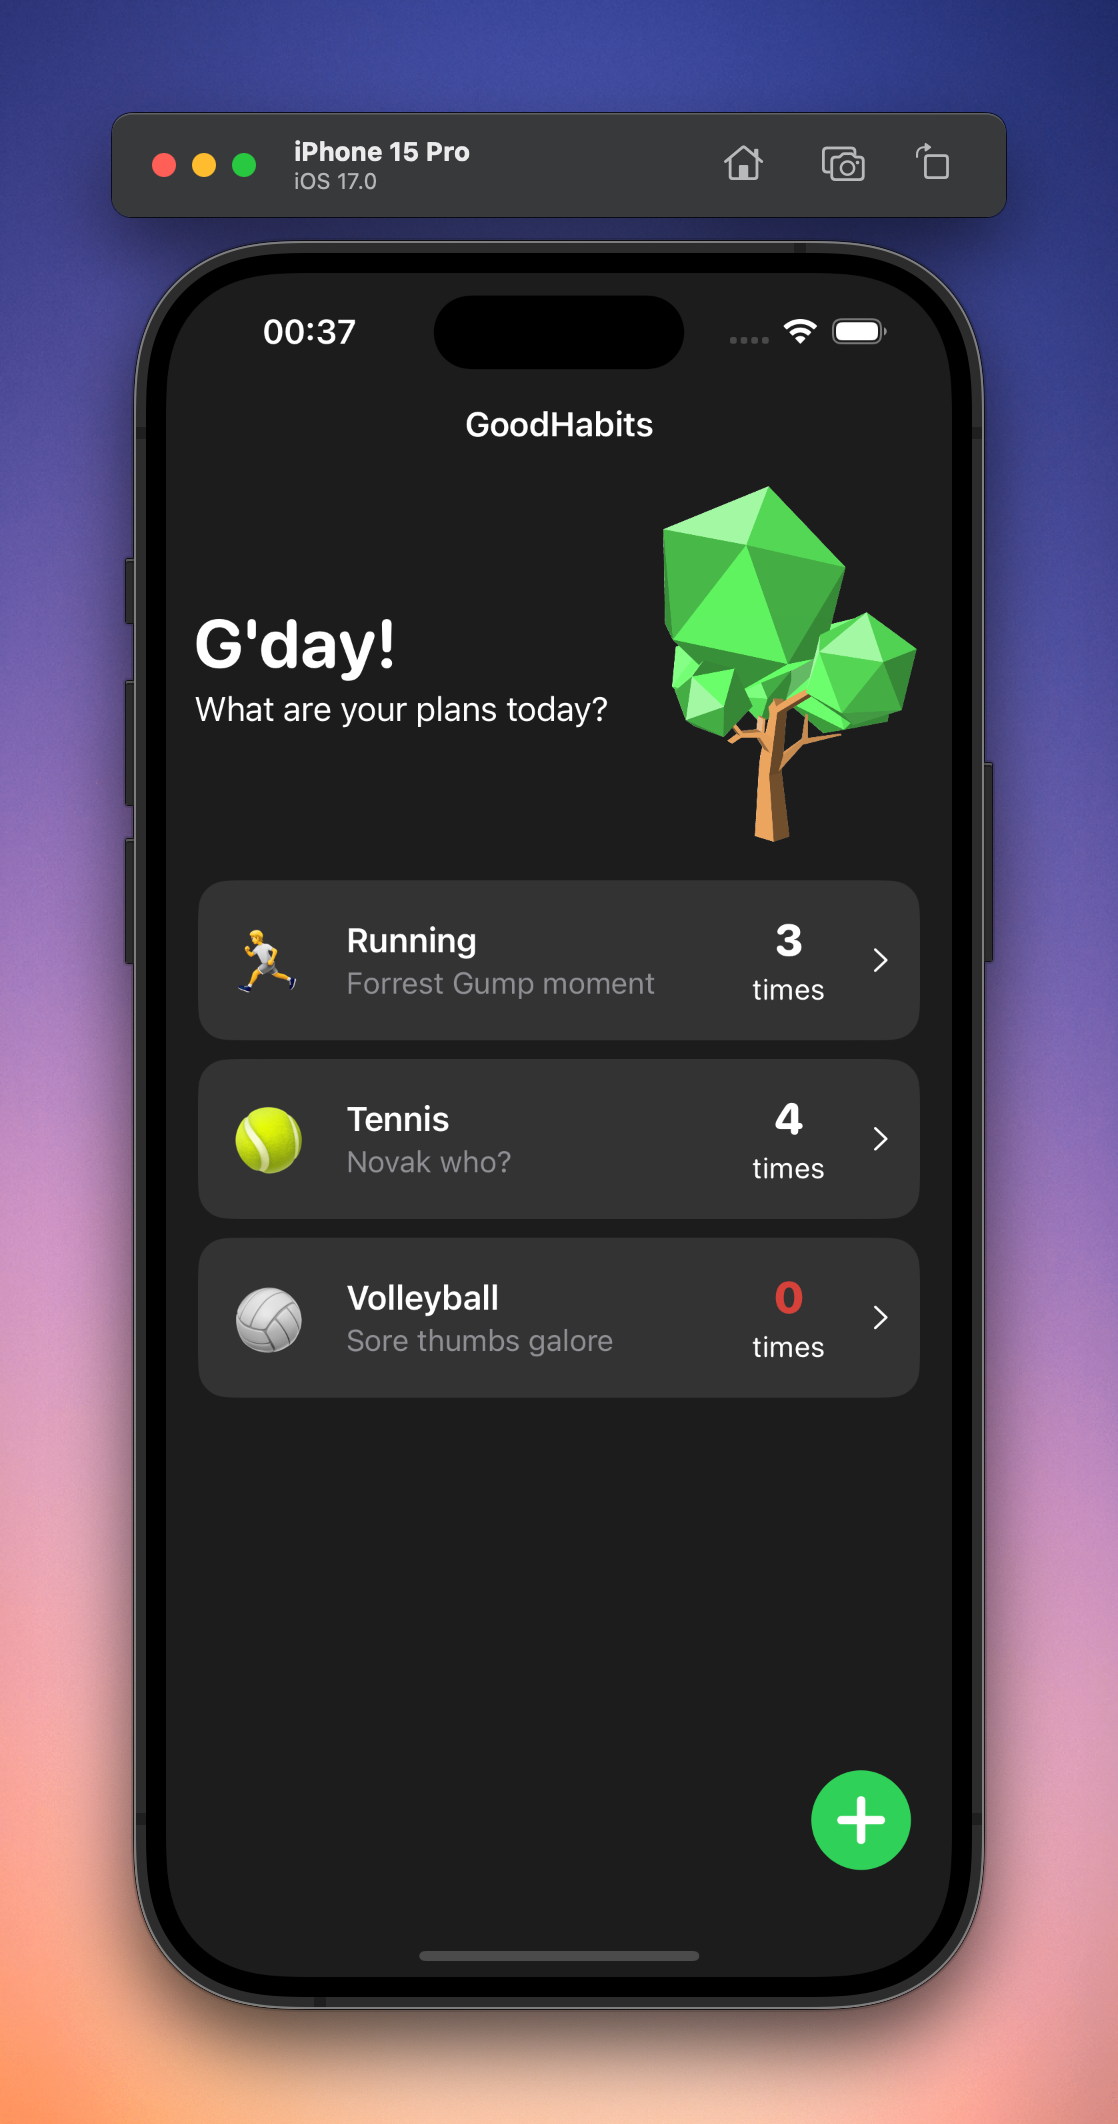 iPhone 15 Pro
iOS 17.0
00:37
GoodHabits
G'day!
What are your plans today?
Running
Forrest Gump moment
3
times
Tennis
Novak who?
4
times
Volleyball
Sore thumbs galore
0
times